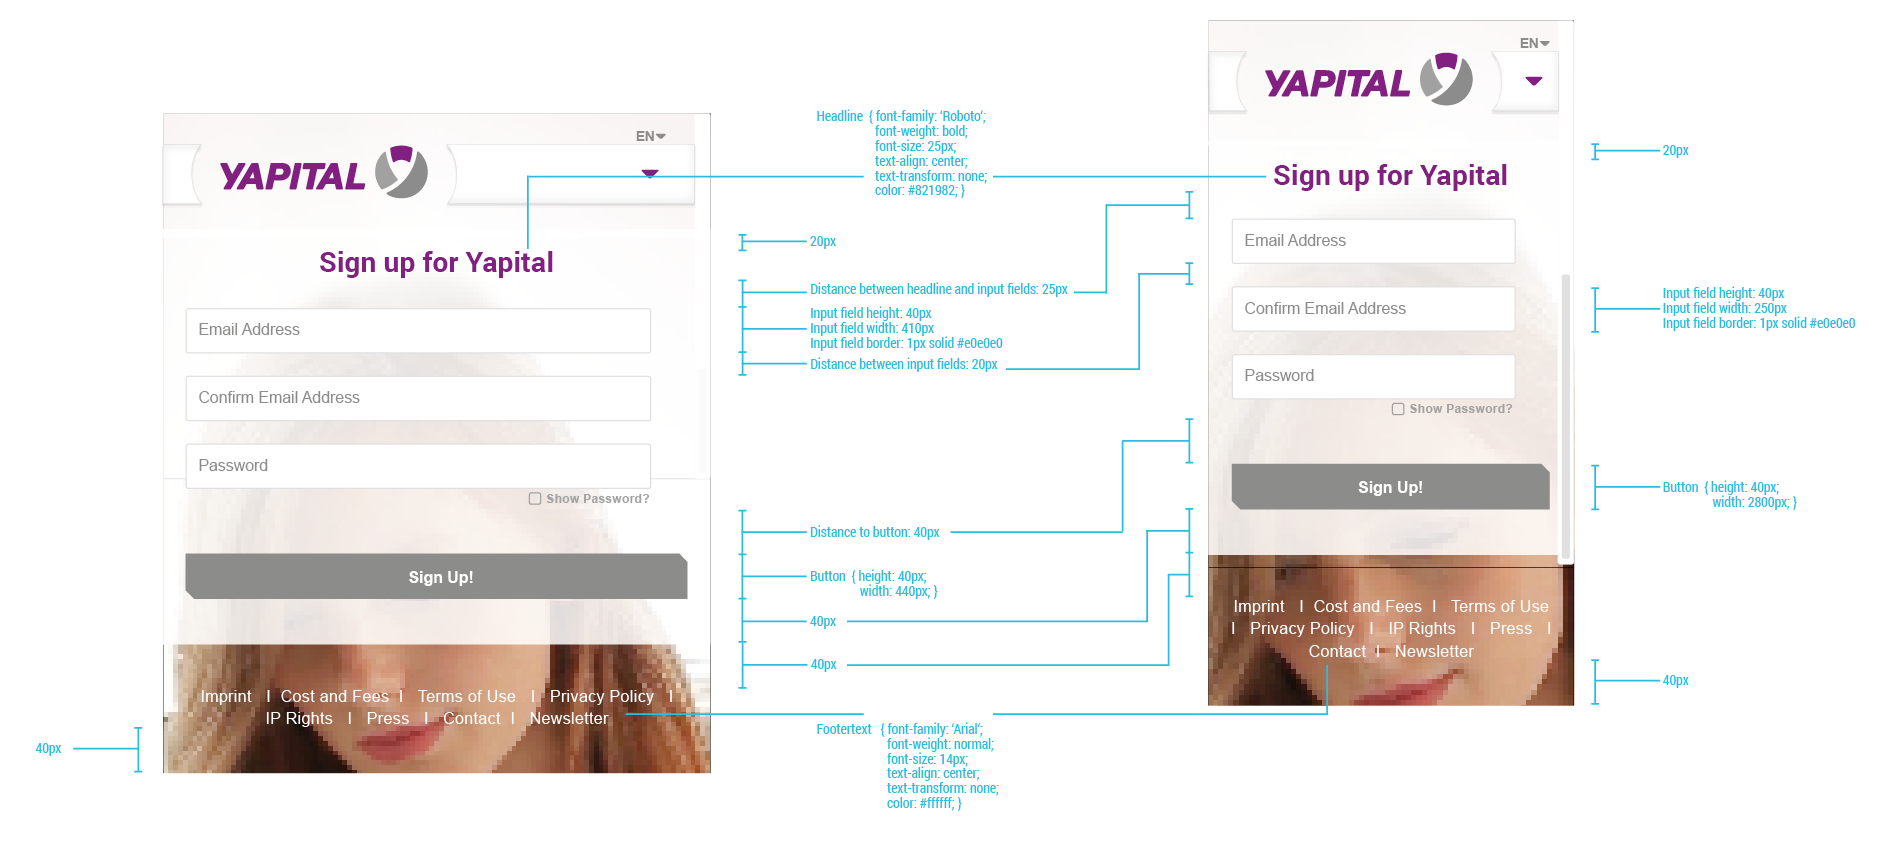 EN
YAPITAL
Sign up for Yapital
Email Address
Confirm Email Address
Password
Show Password?
Sign Up!
Imprint I Cost and Fees I Terms of Use I Privacy Policy I
IP Rights I Press I Contact I Newsletter
40px
Headline { font-family: ‘Roboto‘;
font-weight: bold;
font-size: 25px;
text-align: center;
text-transform: none;
color: #821982; }
20px
Distance between headline and input fields: 25px
Input field height: 40px
Input field width: 410px
Input field border: 1px solid #e0e0e0
Distance between input fields: 20px
Distance to button: 40px
Button { height: 40px;
width: 440px; }
40px
40px
Footertext { font-family: ‘Arial‘;
font-weight: normal;
font-size: 14px;
text-align: center;
text-transform: none;
color: #ffffff; }
EN
YAPITAL
Sign up for Yapital
Email Address
Confirm Email Address
Password
Show Password?
Sign Up!
Imprint I Cost and Fees I Terms of Use
I Privacy Policy I IP Rights I Press I
Contact I Newsletter
20px
Input field height: 40px
Input field width: 250px
Input field border: 1px solid #e0e0e0
Button { height: 40px;
width: 2800px; }
40px